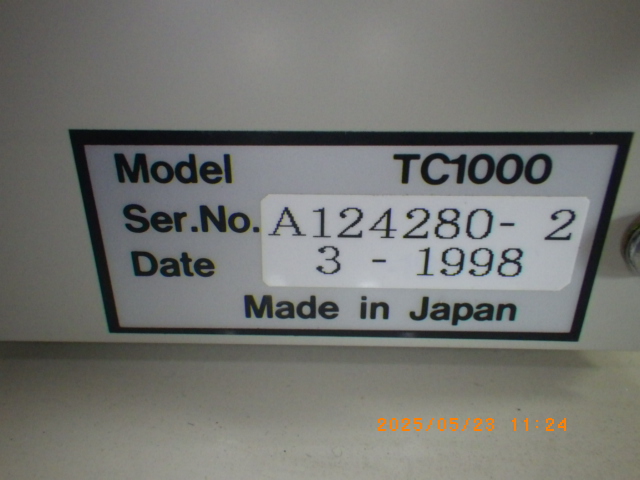 Model TC1000
Ser.No. A124280- 2
Date 3 - 1998
Made in Japan
2025/05/23 11:24